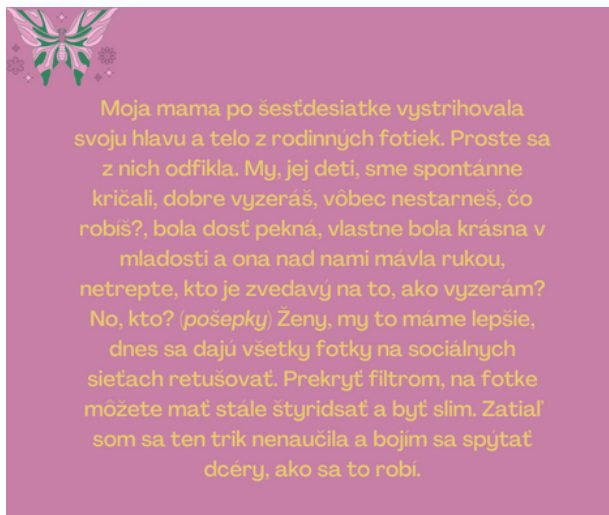 Moja mama po šesťdesiatke vystrihovala
svoju hlavu a telo z rodinných fotiek. Proste sa
z nich odfikla. My, jej deti, sme spontánne
kričali, dobre vyzeráš, vôbec nestarneš, čo
robíš?, bola dosť pekná, vlastne bola krásna v
mladosti a ona nad nami mávla rukou,
netrepte, kto je zvedavý na to, ako vyzerám?
No, kto? (pošepky) Ženy, my to máme lepšie,
dnes sa dajú všetky fotky na sociálnych
sieťach retušovať. Prekryť filtrom, na fotke
môžete mať stále štyridsať a byť slim. Zatiaľ
som sa ten trik nenaučila a bojím sa spýtať
dcéry, ako sa to robí.